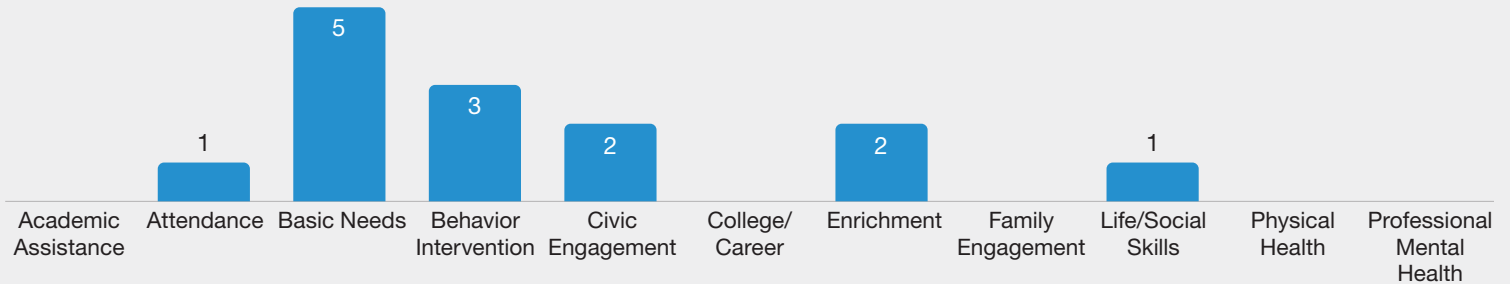 5
3
2
2
1
1
Academic
Assistance
Attendance
Basic Needs
Behavior
Intervention
Civic
Engagement
College/
Career
Enrichment
Family
Engagement
Life/Social
Skills
Physical
Health
Professional
Mental
Health